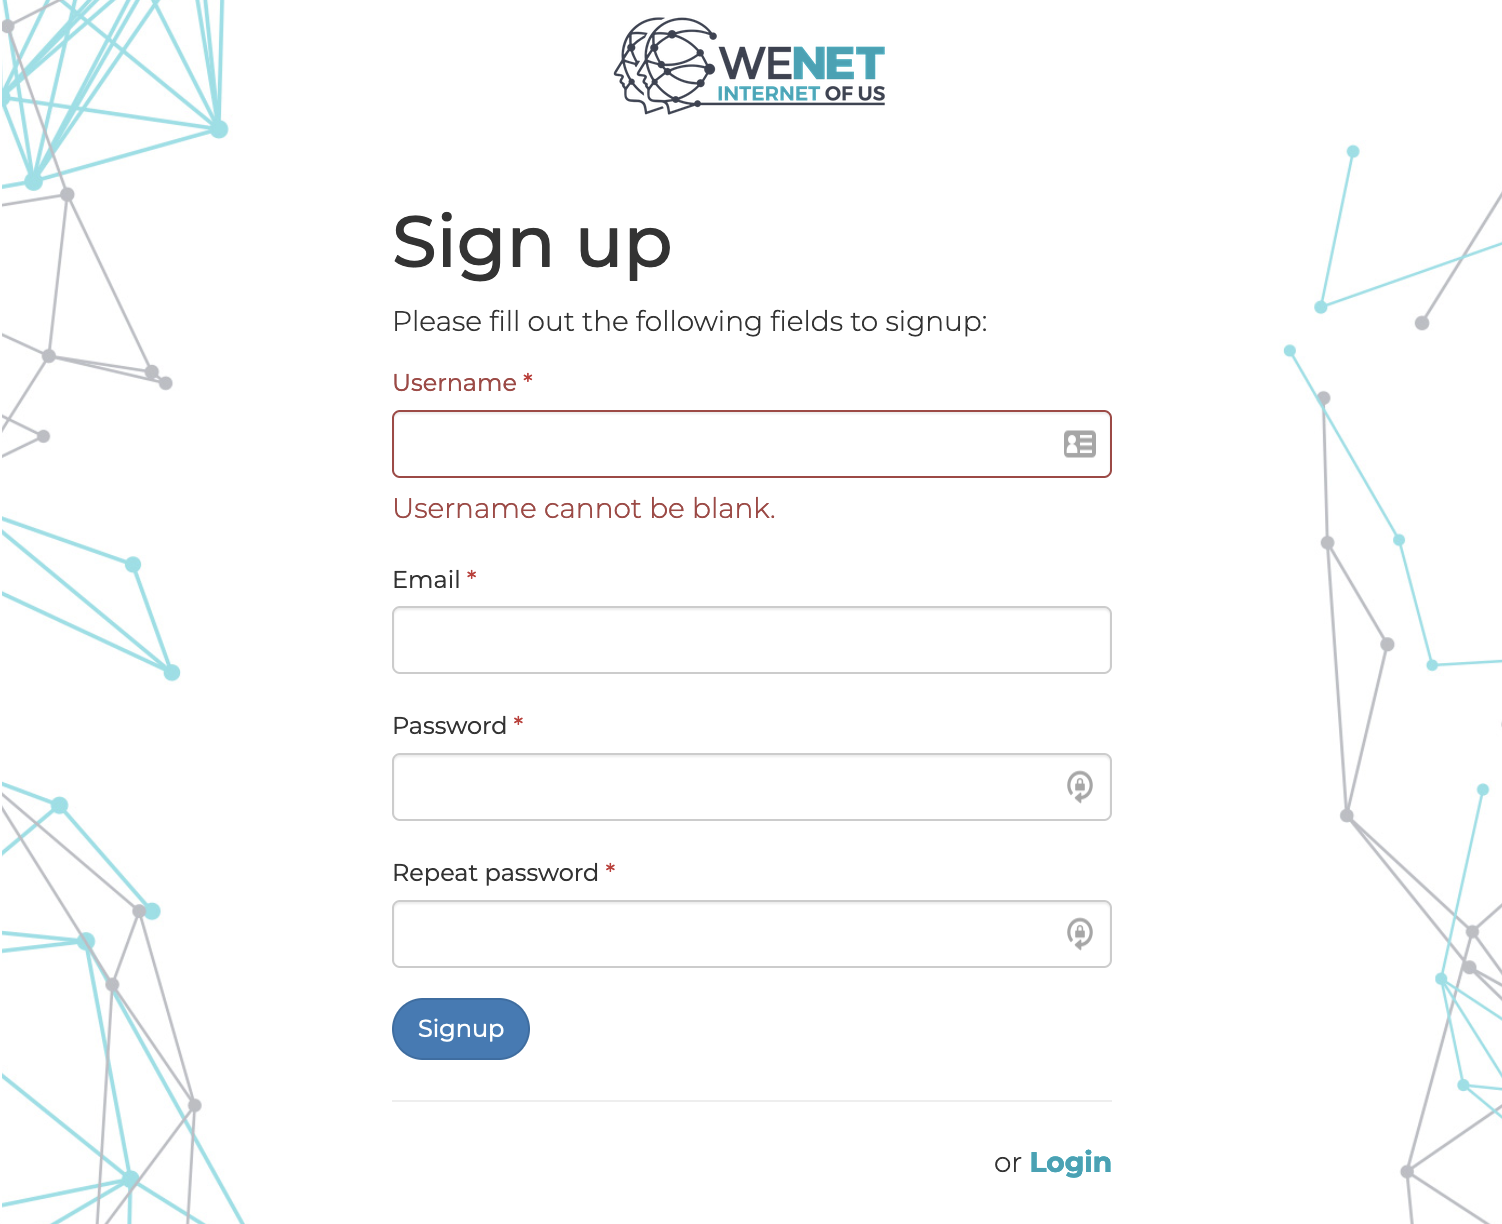 WENET
INTERNET OF US
Sign up
Please fill out the following fields to signup:
Username *
Username cannot be blank.
Email *
Password *
Repeat password *
Signup
or Login